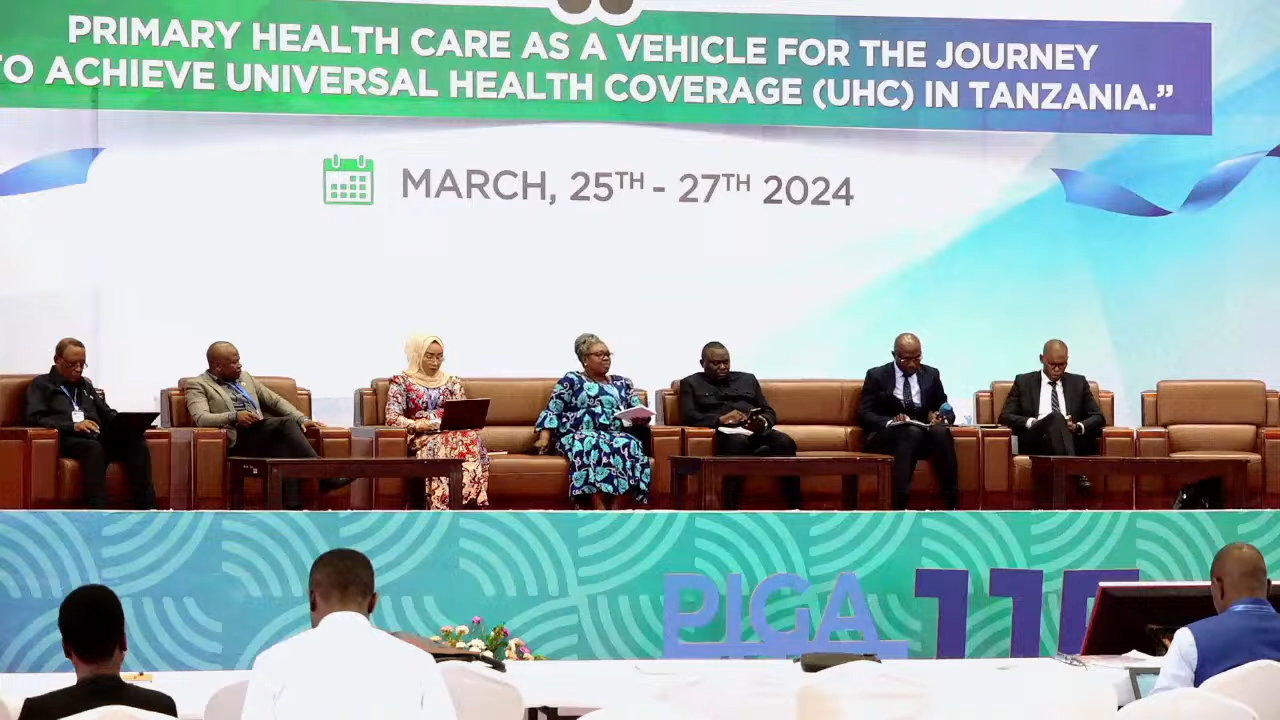 PRIMARY HEALTH CARE AS A VEHICLE FOR THE JOURNEY
TO ACHIEVE UNIVERSAL HEALTH COVERAGE (UHC) IN TANZANIA.”
MARCH, 25TH - 27TH 2024
PIGA 115